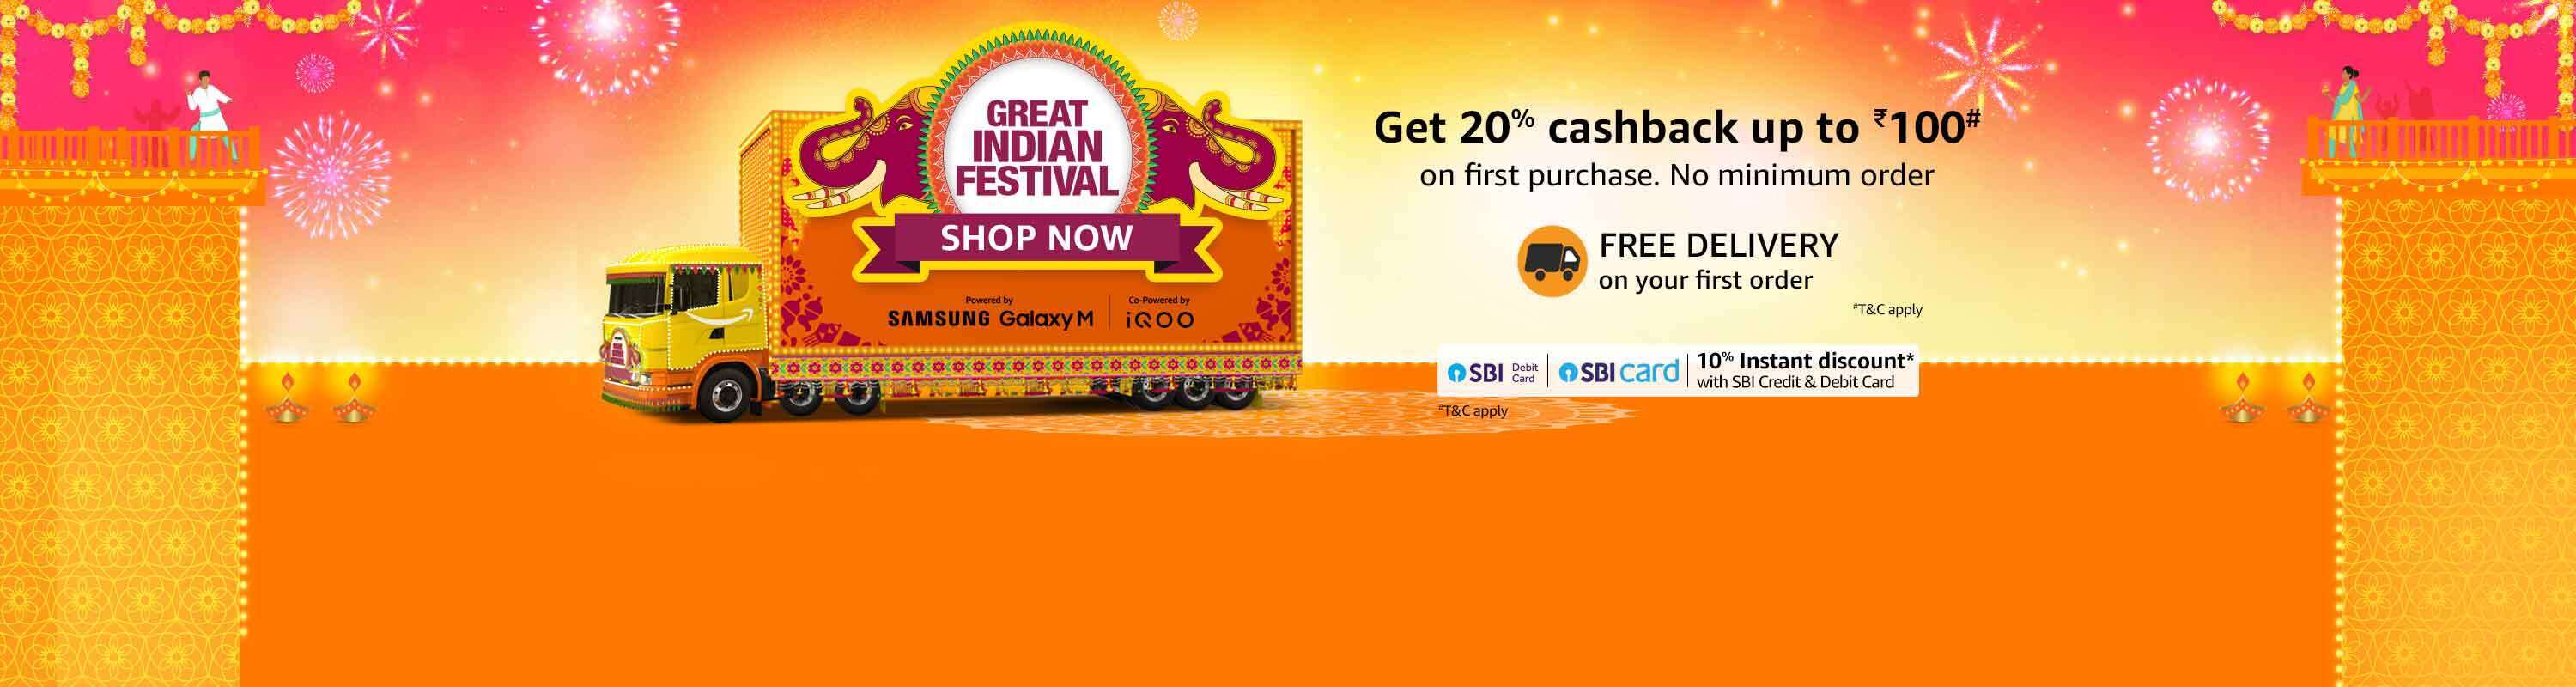 GREAT
INDIAN
FESTIVAL
SHOP NOW
Powered by
SAMSUNG Galaxy M
Co-Powered by
iQOO
Get 20% cashback up to ₹100#
on first purchase. No minimum order
FREE DELIVERY
on your first order
#T&C apply
SBI Debit Card
SBI card
10% Instant discount*
with SBI Credit & Debit Card
*T&C apply